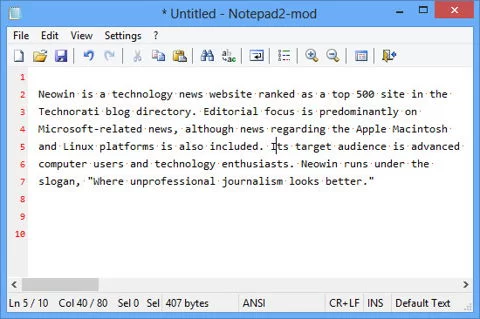 * Untitled - Notepad2-mod
File Edit View Settings ?
1
2 Neowin is a technology news website ranked as a top 500 site in the
3 Technorati blog directory. Editorial focus is predominantly on
4 Microsoft-related news, although news regarding the Apple Macintosh
5 and Linux platforms is also included. Its target audience is advanced
6 computer users and technology enthusiasts. Neowin runs under the
7 slogan, "Where unprofessional journalism looks better."
8
9
10
Ln 5 / 10 Col 40 / 80 Sel 0 Sel 407 bytes ANSI CR+LF INS Default Text